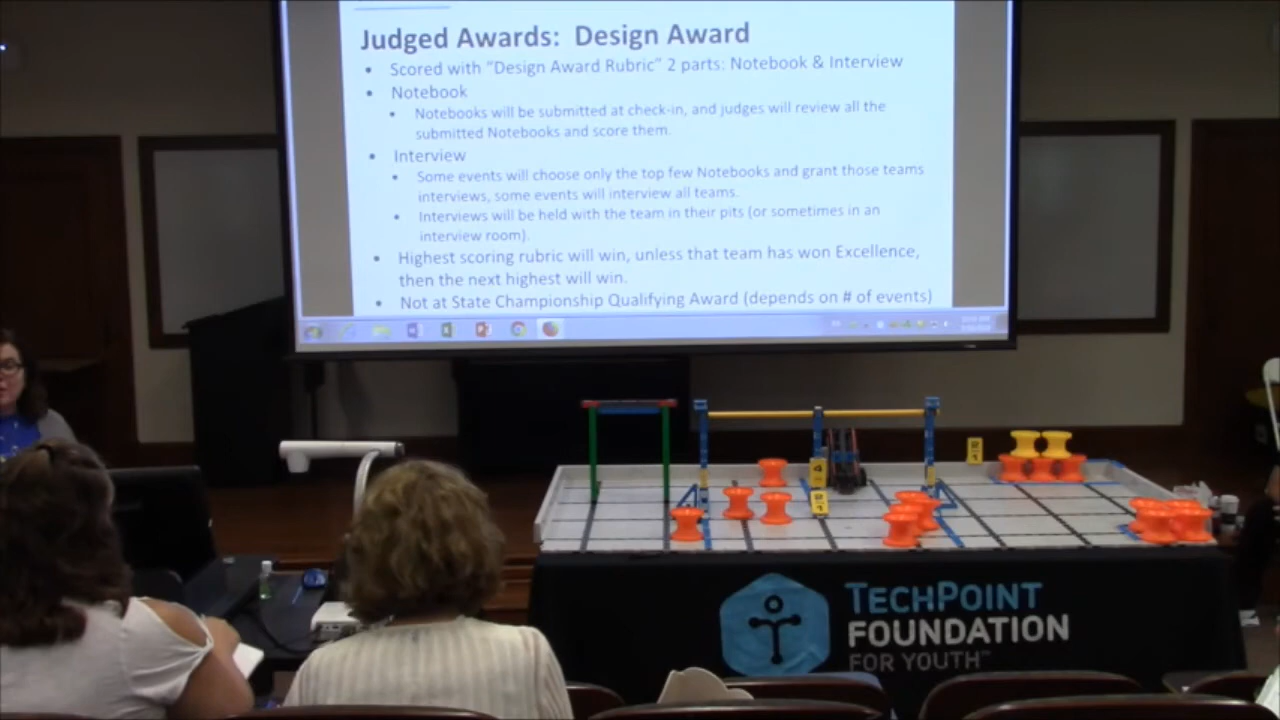 Judged Awards: Design Award
• Scored with “Design Award Rubric” 2 parts: Notebook & Interview
• Notebook
• Notebooks will be submitted at check-in, and judges will review all the
submitted Notebooks and score them.
• Interview
• Some events will choose only the top few Notebooks and grant those teams
interviews, some events will interview all teams.
• Interviews will be held with the team in their pits (or sometimes in an
interview room).
• Highest scoring rubric will win, unless that team has won Excellence,
then the next highest will win.
• Not at State Championship Qualifying Award (depends on # of events)
4
TECHPOINT
FOUNDATION
FOR YOUTH™